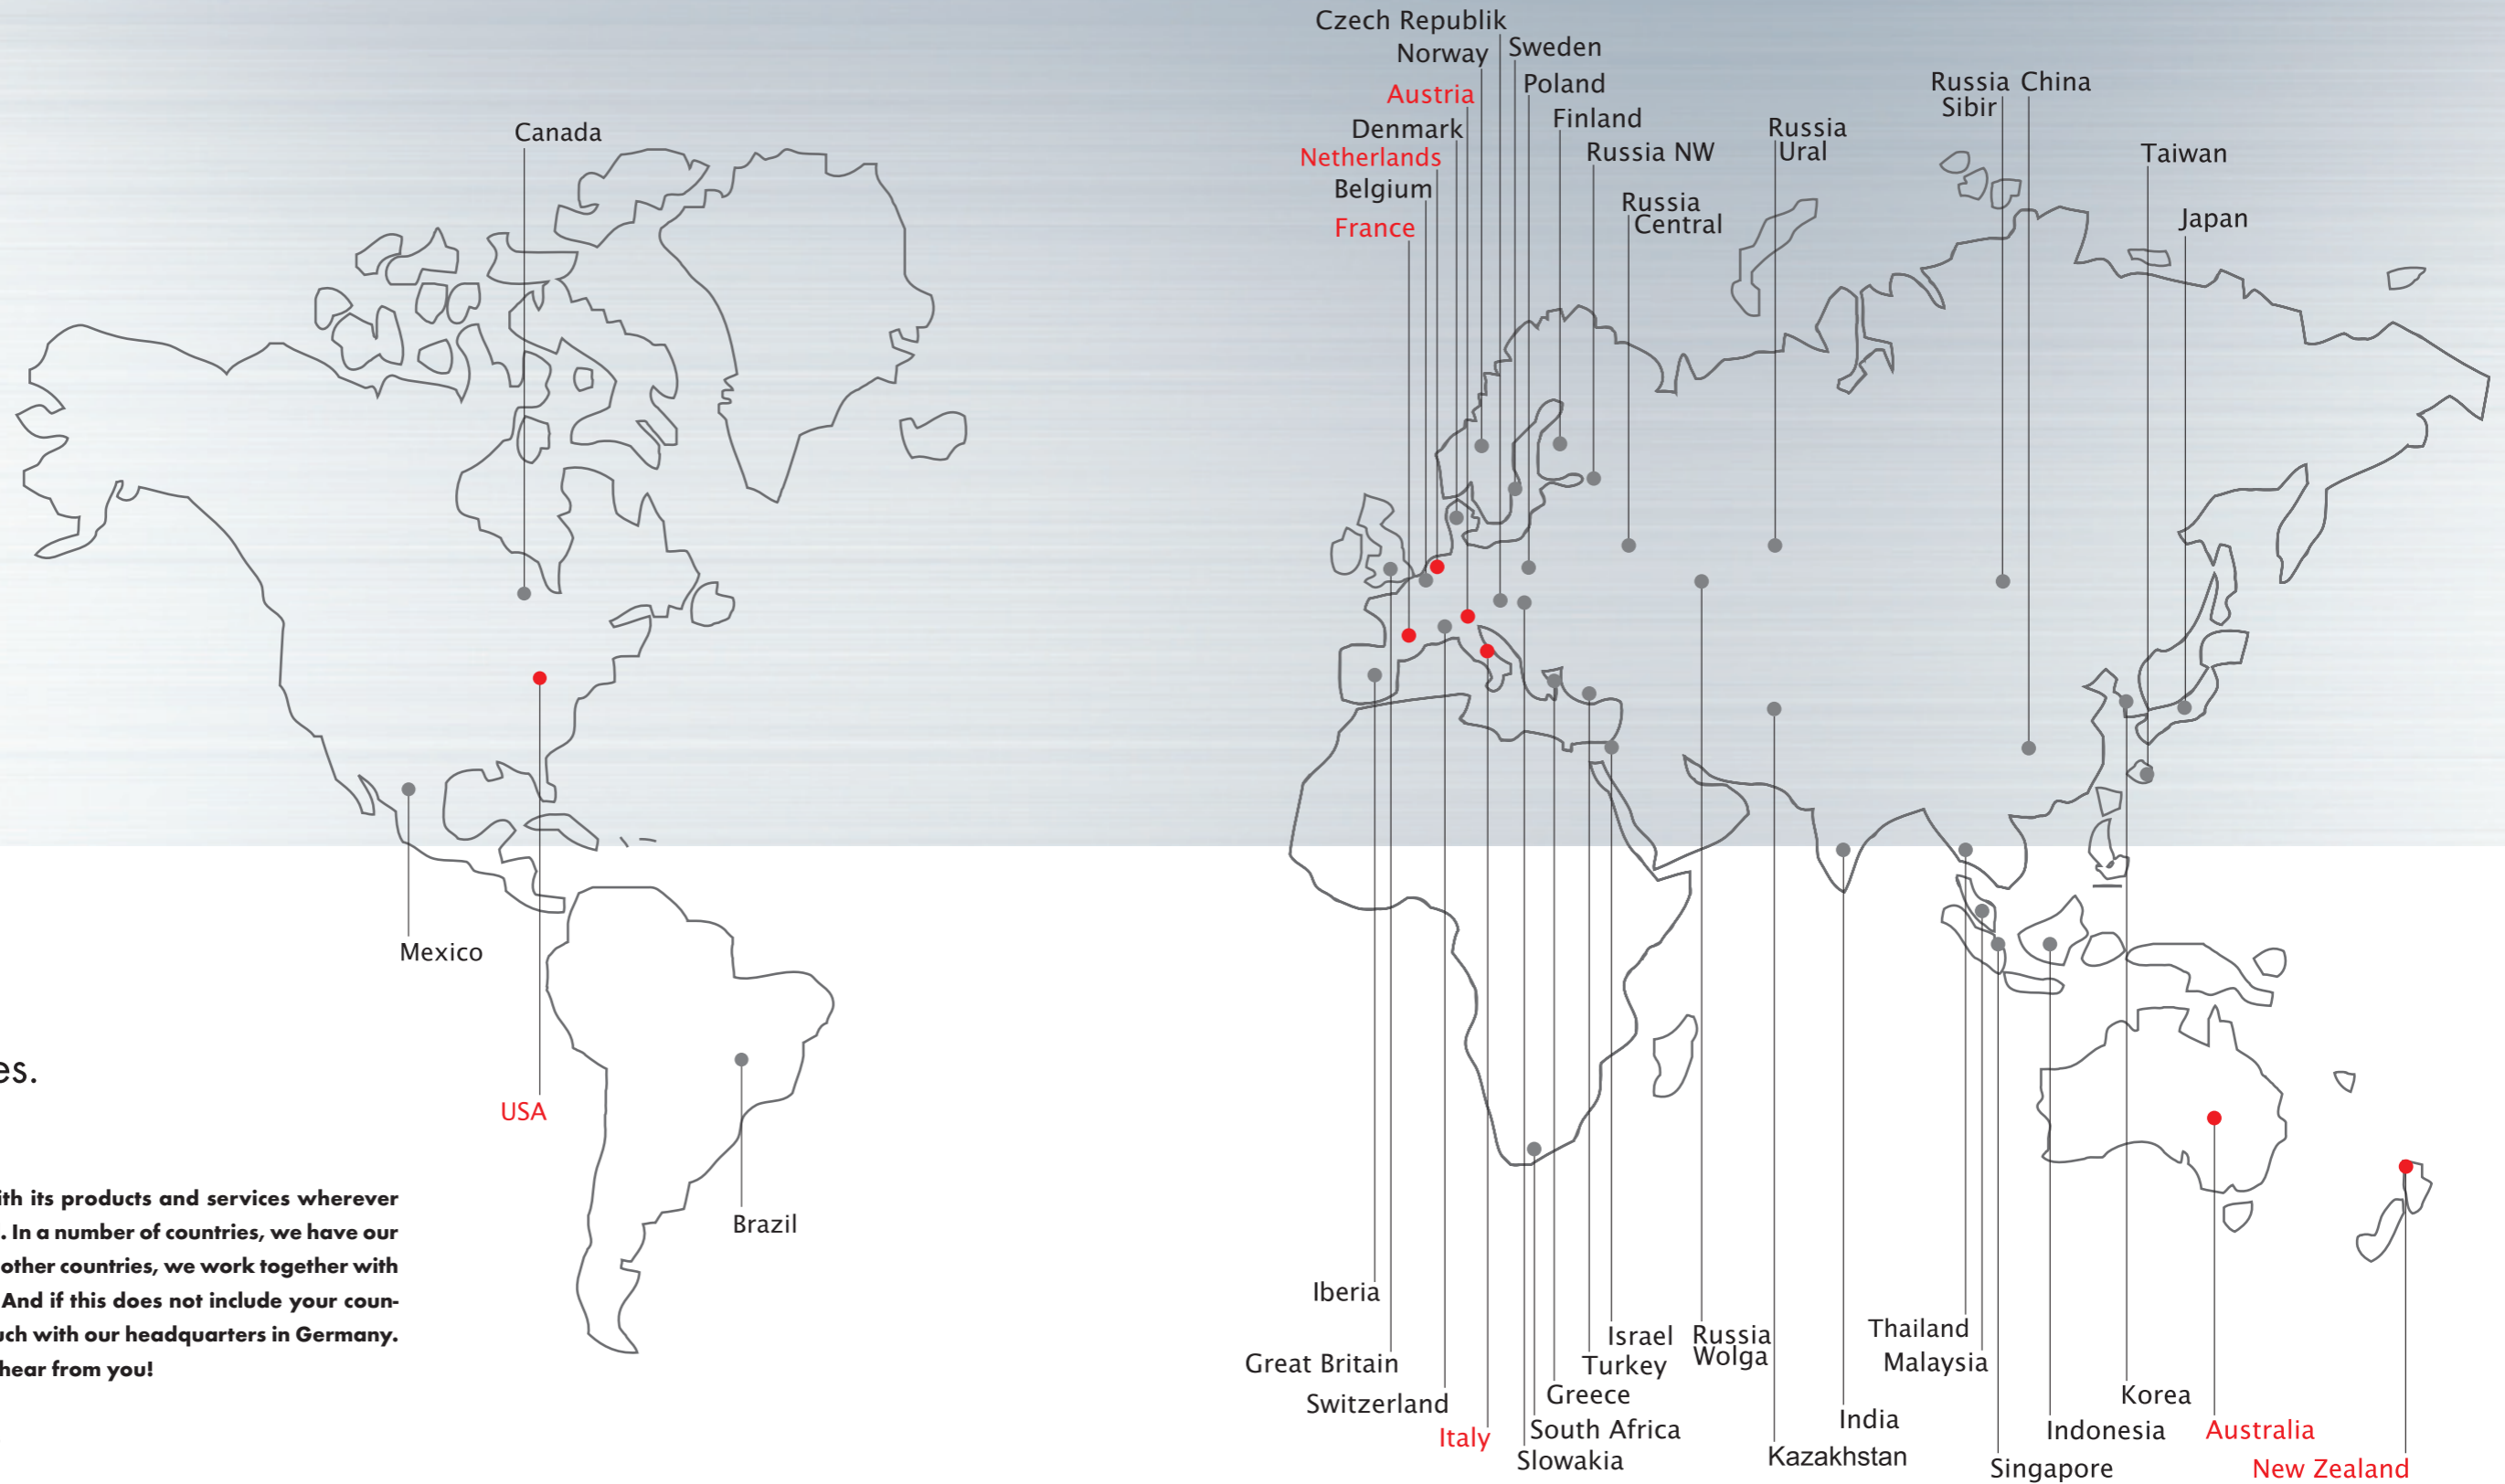 Czech Republik
Norway
Sweden
Austria
Poland
Denmark
Finland
Netherlands
Russia NW
Belgium
France
Russia
Central
Russia
Ural
Russia
Sibir
China
Taiwan
Japan
Canada
Mexico
USA
Brazil
es.
ith its products and services wherever
. In a number of countries, we have our
other countries, we work together with
And if this does not include your coun-
uch with our headquarters in Germany.
hear from you!
Iberia
Great Britain
Switzerland
Italy
Israel
Turkey
Greece
South Africa
Slowakia
Russia
Wolga
Kazakhstan
India
Thailand
Malaysia
Singapore
Indonesia
Korea
Australia
New Zealand